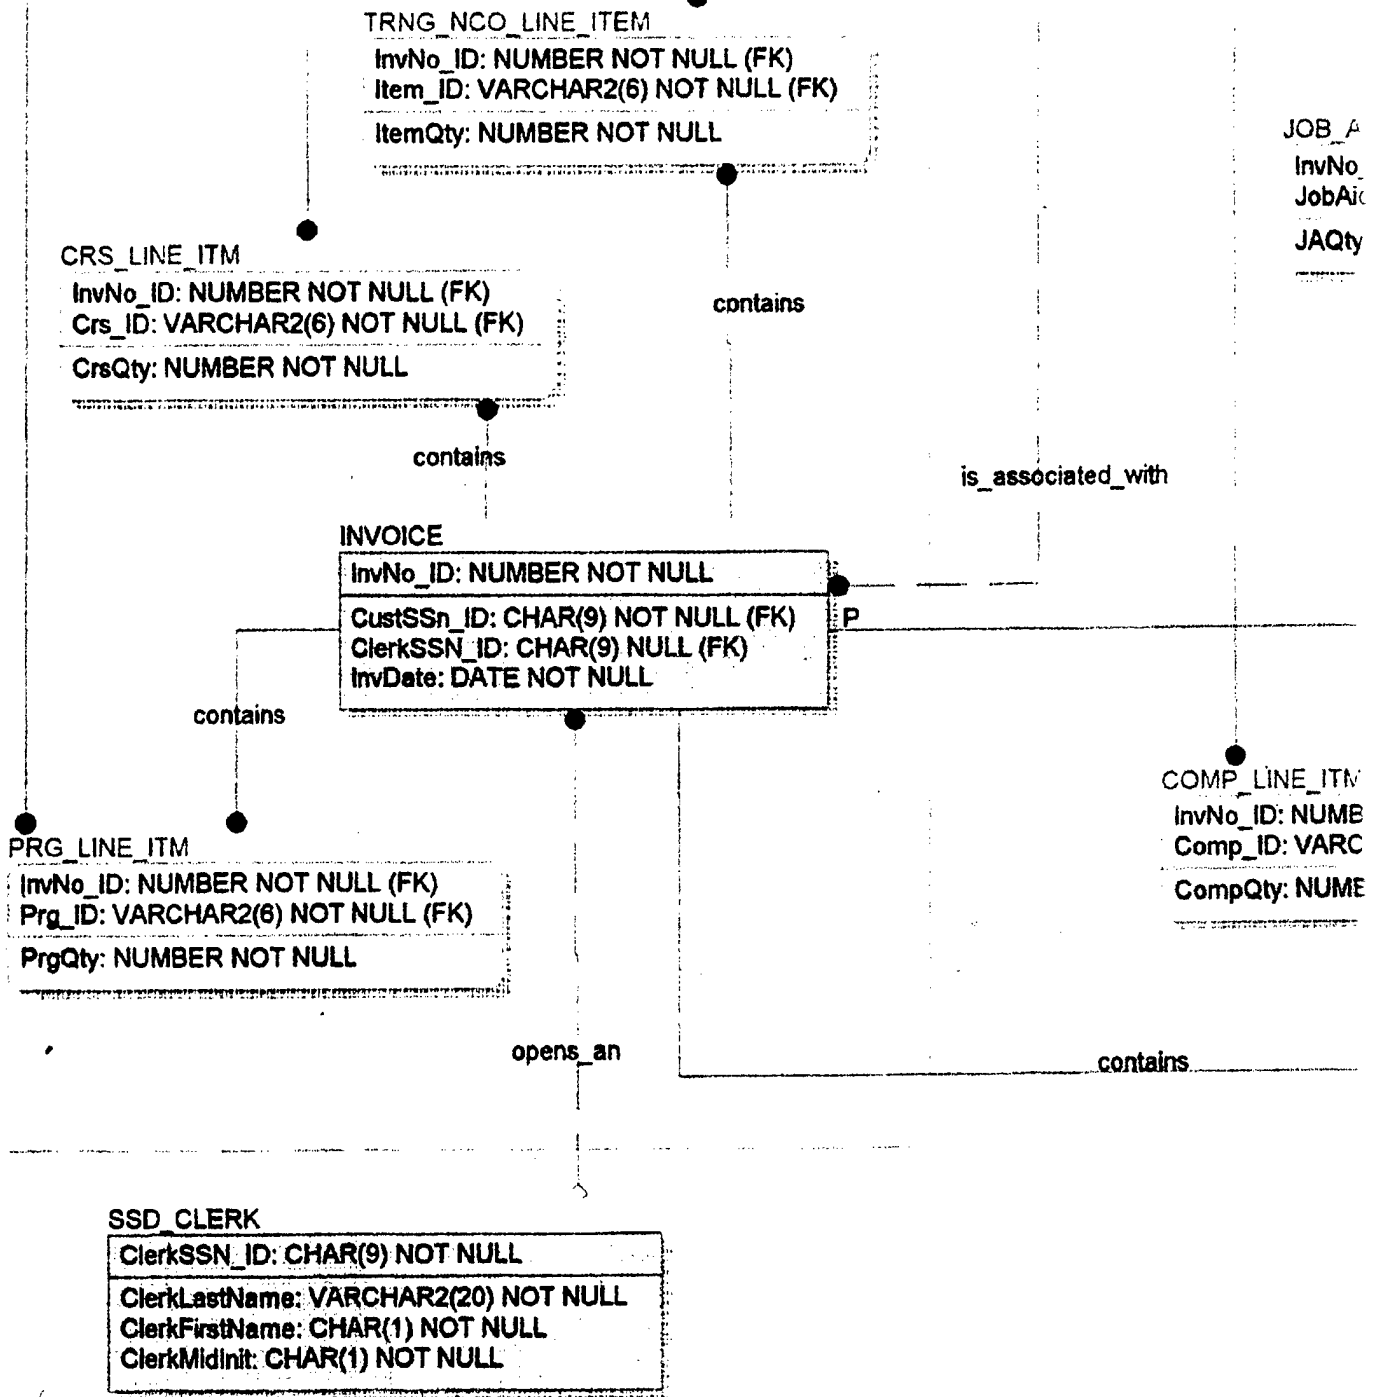 TRNG_NCO_LINE_ITEM
InvNo_ID: NUMBER NOT NULL (FK)
Item_ID: VARCHAR2(6) NOT NULL (FK)
ItemQty: NUMBER NOT NULL
JOB_A
InvNo_
JobAid
JAQty
CRS_LINE_ITM
InvNo_ID: NUMBER NOT NULL (FK)
Crs_ID: VARCHAR2(6) NOT NULL (FK)
CrsQty: NUMBER NOT NULL
contains
contains
is_associated_with
INVOICE
InvNo_ID: NUMBER NOT NULL
CustSSn_ID: CHAR(9) NOT NULL (FK)
ClerkSSN_ID: CHAR(9) NULL (FK)
InvDate: DATE NOT NULL
P
contains
COMP_LINE_ITM
InvNo_ID: NUMB
Comp_ID: VARC
CompQty: NUME
PRG_LINE_ITM
InvNo_ID: NUMBER NOT NULL (FK)
Prg_ID: VARCHAR2(6) NOT NULL (FK)
PrgQty: NUMBER NOT NULL
opens_an
contains
SSD_CLERK
ClerkSSN_ID: CHAR(9) NOT NULL
ClerkLastName: VARCHAR2(20) NOT NULL
ClerkFirstName: CHAR(1) NOT NULL
ClerkMidInit: CHAR(1) NOT NULL